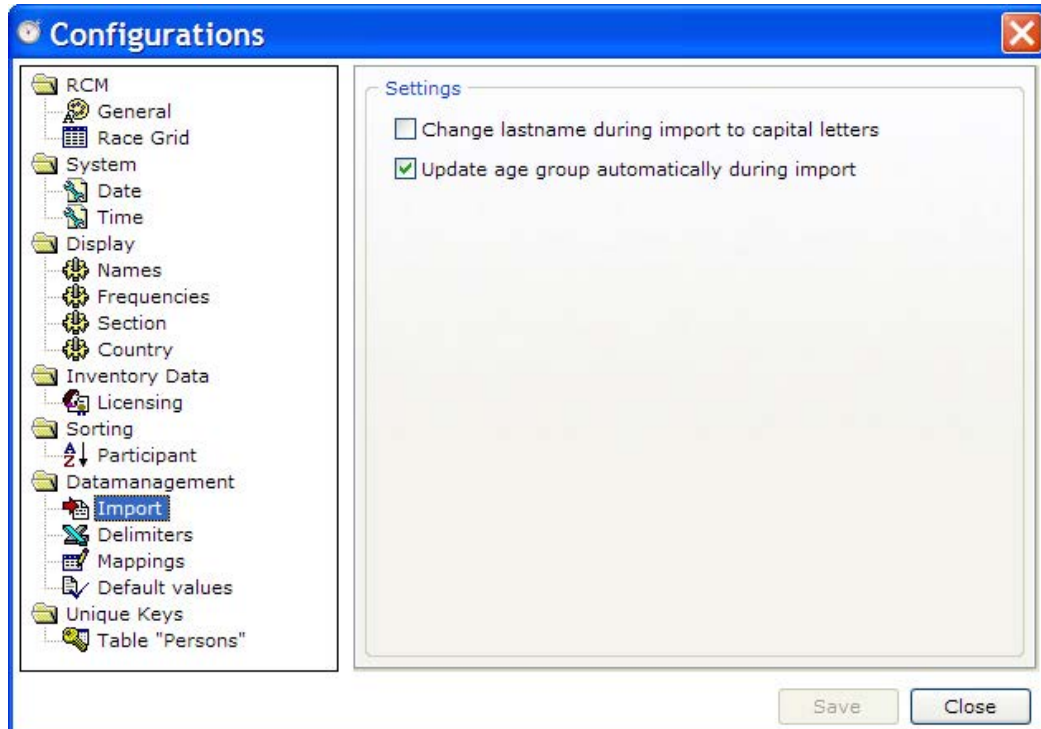 Configurations
RCM
General
Race Grid
System
Date
Time
Display
Names
Frequencies
Section
Country
Inventory Data
Licensing
Sorting
Participant
Datamanagement
Import
Delimiters
Mappings
Default values
Unique Keys
Table "Persons"
Settings
Change lastname during import to capital letters
Update age group automatically during import
Save
Close